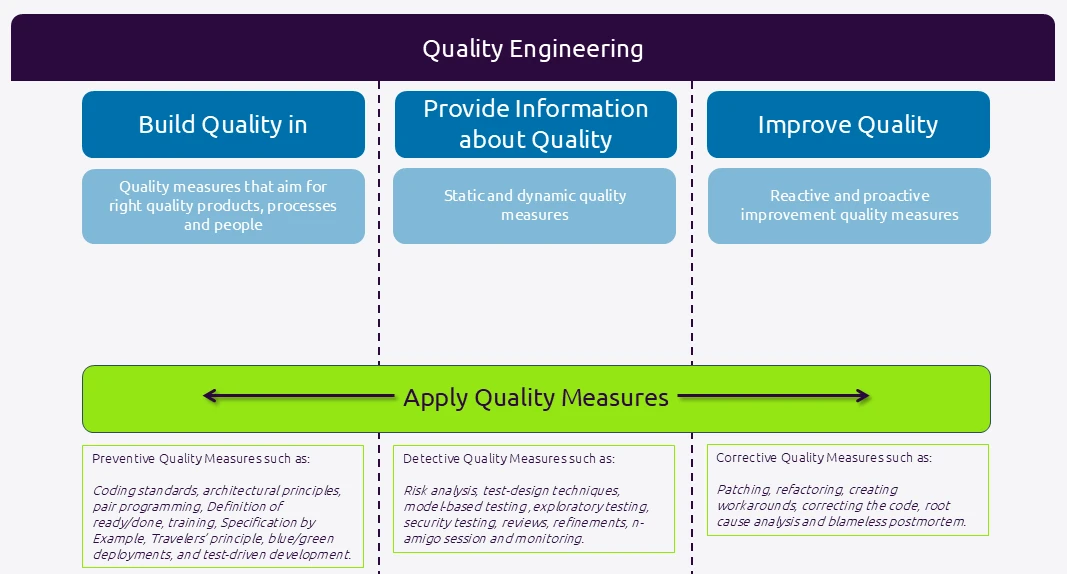 Quality Engineering
Build Quality in
Provide Information
about Quality
Improve Quality
Quality measures that aim for
right quality products, processes
and people
Static and dynamic quality
measures
Reactive and proactive
improvement quality measures
Apply Quality Measures
Preventive Quality Measures such as:
Coding standards, architectural principles,
pair programming, Definition of
ready/done, training, Specification by
Example, Travelers' principle, blue/green
deployments, and test-driven development.
Detective Quality Measures such as:
Risk analysis, test-design techniques,
model-based testing, exploratory testing,
security testing, reviews, refinements, n-
amigo session and monitoring.
Corrective Quality Measures such as:
Patching, refactoring, creating
workarounds, correcting the code, root
cause analysis and blameless postmortem.